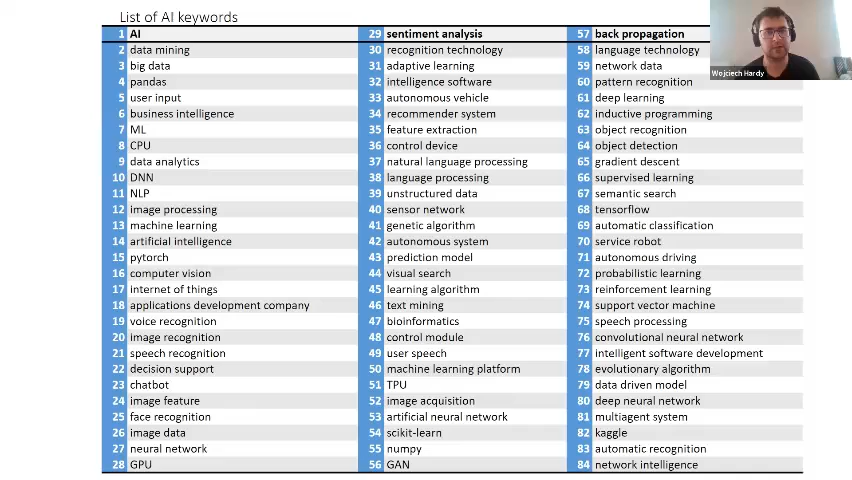 List of AI keywords
1 AI 29 sentiment analysis 57 back propagation
2 data mining 30 recognition technology 58 language technology
3 big data 31 adaptive learning 59 network data
4 pandas 32 intelligence software 60 pattern recognition
5 user input 33 autonomous vehicle 61 deep learning
6 business intelligence 34 recommender system 62 inductive programming
7 ML 35 feature extraction 63 object recognition
8 CPU 36 control device 64 object detection
9 data analytics 37 natural language processing 65 gradient descent
10 DNN 38 language processing 66 supervised learning
11 NLP 39 unstructured data 67 semantic search
12 image processing 40 sensor network 68 tensorflow
13 machine learning 41 genetic algorithm 69 automatic classification
14 artificial intelligence 42 autonomous system 70 service robot
15 pytorch 43 prediction model 71 autonomous driving
16 computer vision 44 visual search 72 probabilistic learning
17 internet of things 45 learning algorithm 73 reinforcement learning
18 applications development company 46 text mining 74 support vector machine
19 voice recognition 47 bioinformatics 75 speech processing
20 image recognition 48 control module 76 convolutional neural network
21 speech recognition 49 user speech 77 intelligent software development
22 decision support 50 machine learning platform 78 evolutionary algorithm
23 chatbot 51 TPU 79 data driven model
24 image feature 52 image acquisition 80 deep neural network
25 face recognition 53 artificial neural network 81 multiagent system
26 image data 54 scikit-learn 82 kaggle
27 neural network 55 numpy 83 automatic recognition
28 GPU 56 GAN 84 network intelligence
Wojciech Hardy